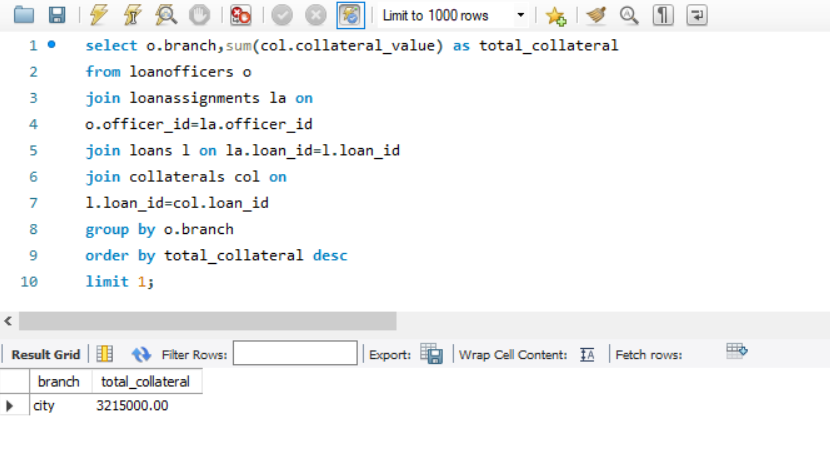 Limit to 1000 rows
1 select o.branch,sum(col.collateral_value) as total_collateral
2 from loanofficers o
3 join loanassignments la on
4 o.officer_id=la.officer_id
5 join loans l on la.loan_id=l.loan_id
6 join collaterals col on
7 l.loan_id=col.loan_id
8 group by o.branch
9 order by total_collateral desc
10 limit 1;
Result Grid Filter Rows: Export: Wrap Cell Content: IA Fetch rows:
branch total_collateral
city 3215000.00